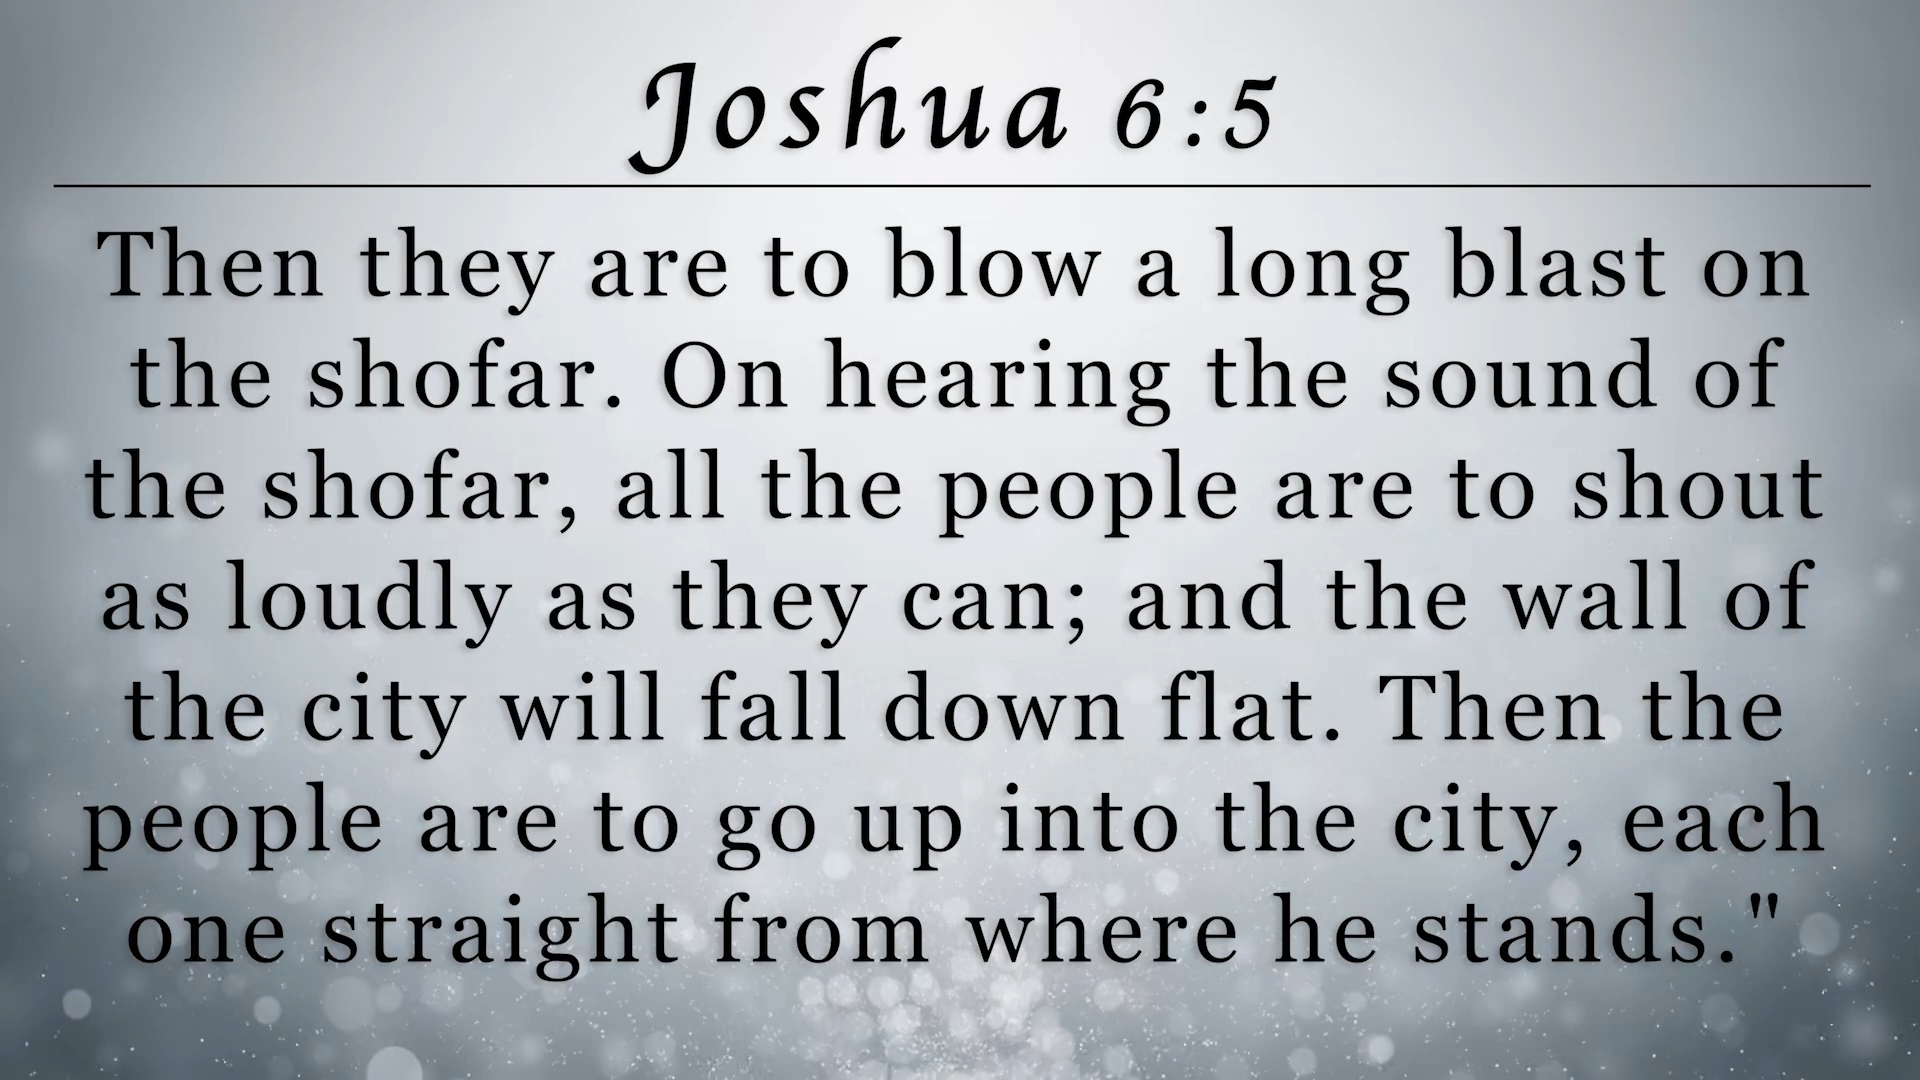 Joshua 6:5
Then they are to blow a long blast on
the shofar. On hearing the sound of
the shofar, all the people are to shout
as loudly as they can; and the wall of
the city will fall down flat. Then the
people are to go up into the city, each
one straight from where he stands."